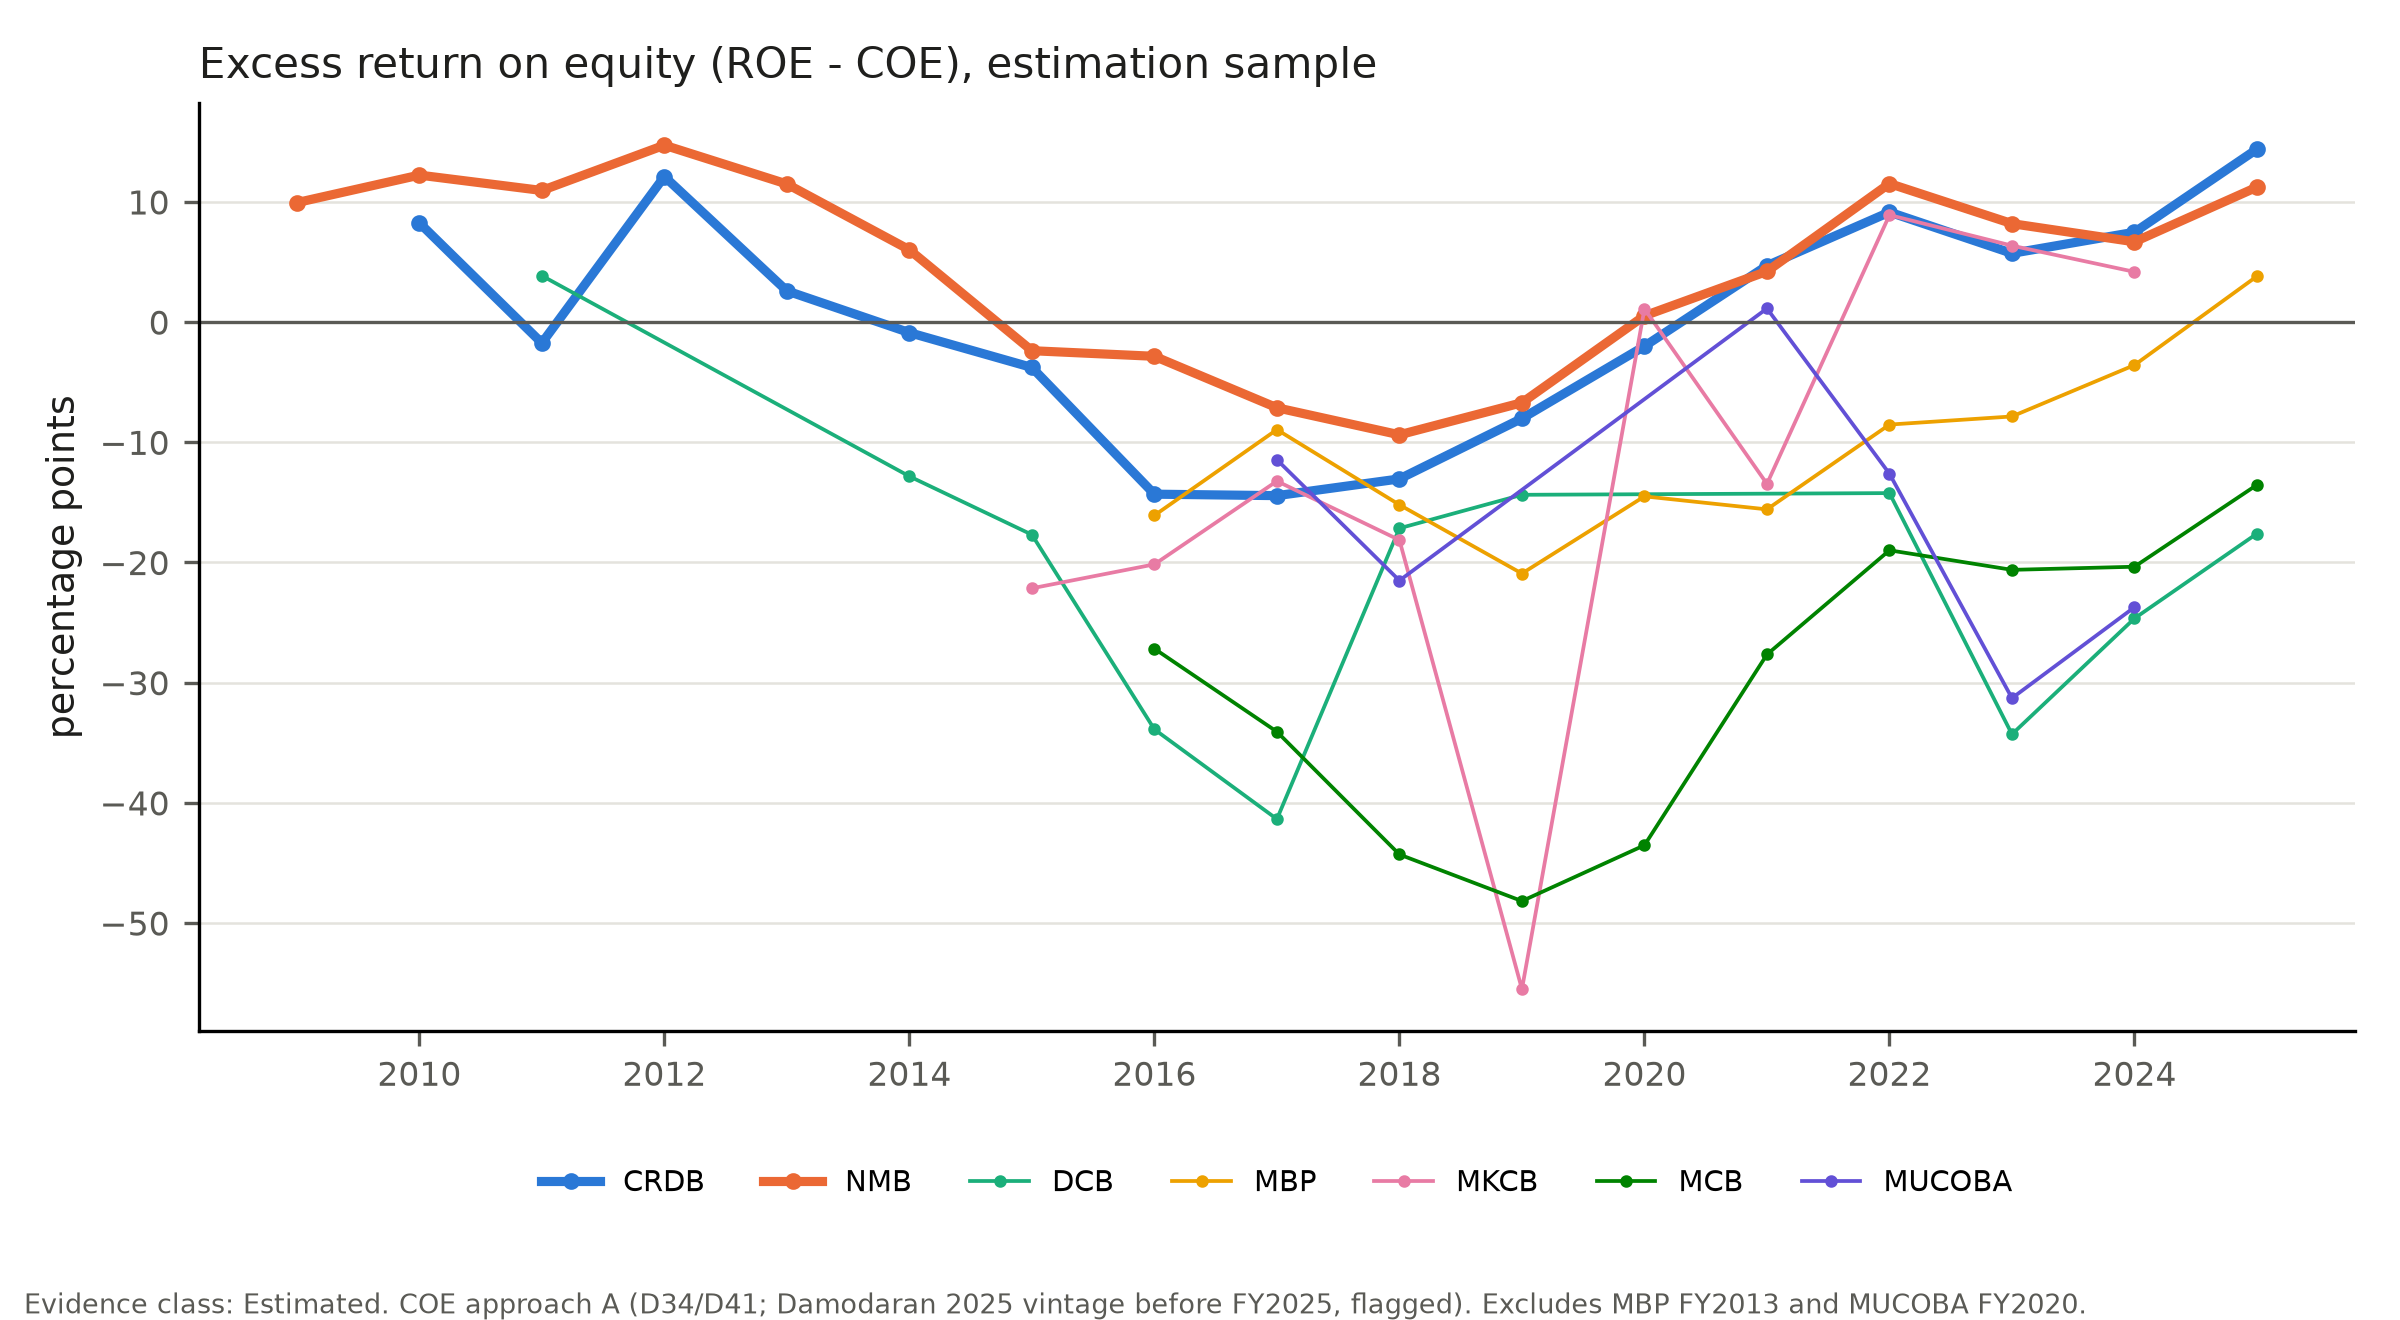 Excess return on equity (ROE - COE), estimation sample
percentage points
10
0
−10
−20
−30
−40
−50
2010 2012 2014 2016 2018 2020 2022 2024
CRDB NMB DCB MBP MKCB MCB MUCOBA
Evidence class: Estimated. COE approach A (D34/D41; Damodaran 2025 vintage before FY2025, flagged). Excludes MBP FY2013 and MUCOBA FY2020.